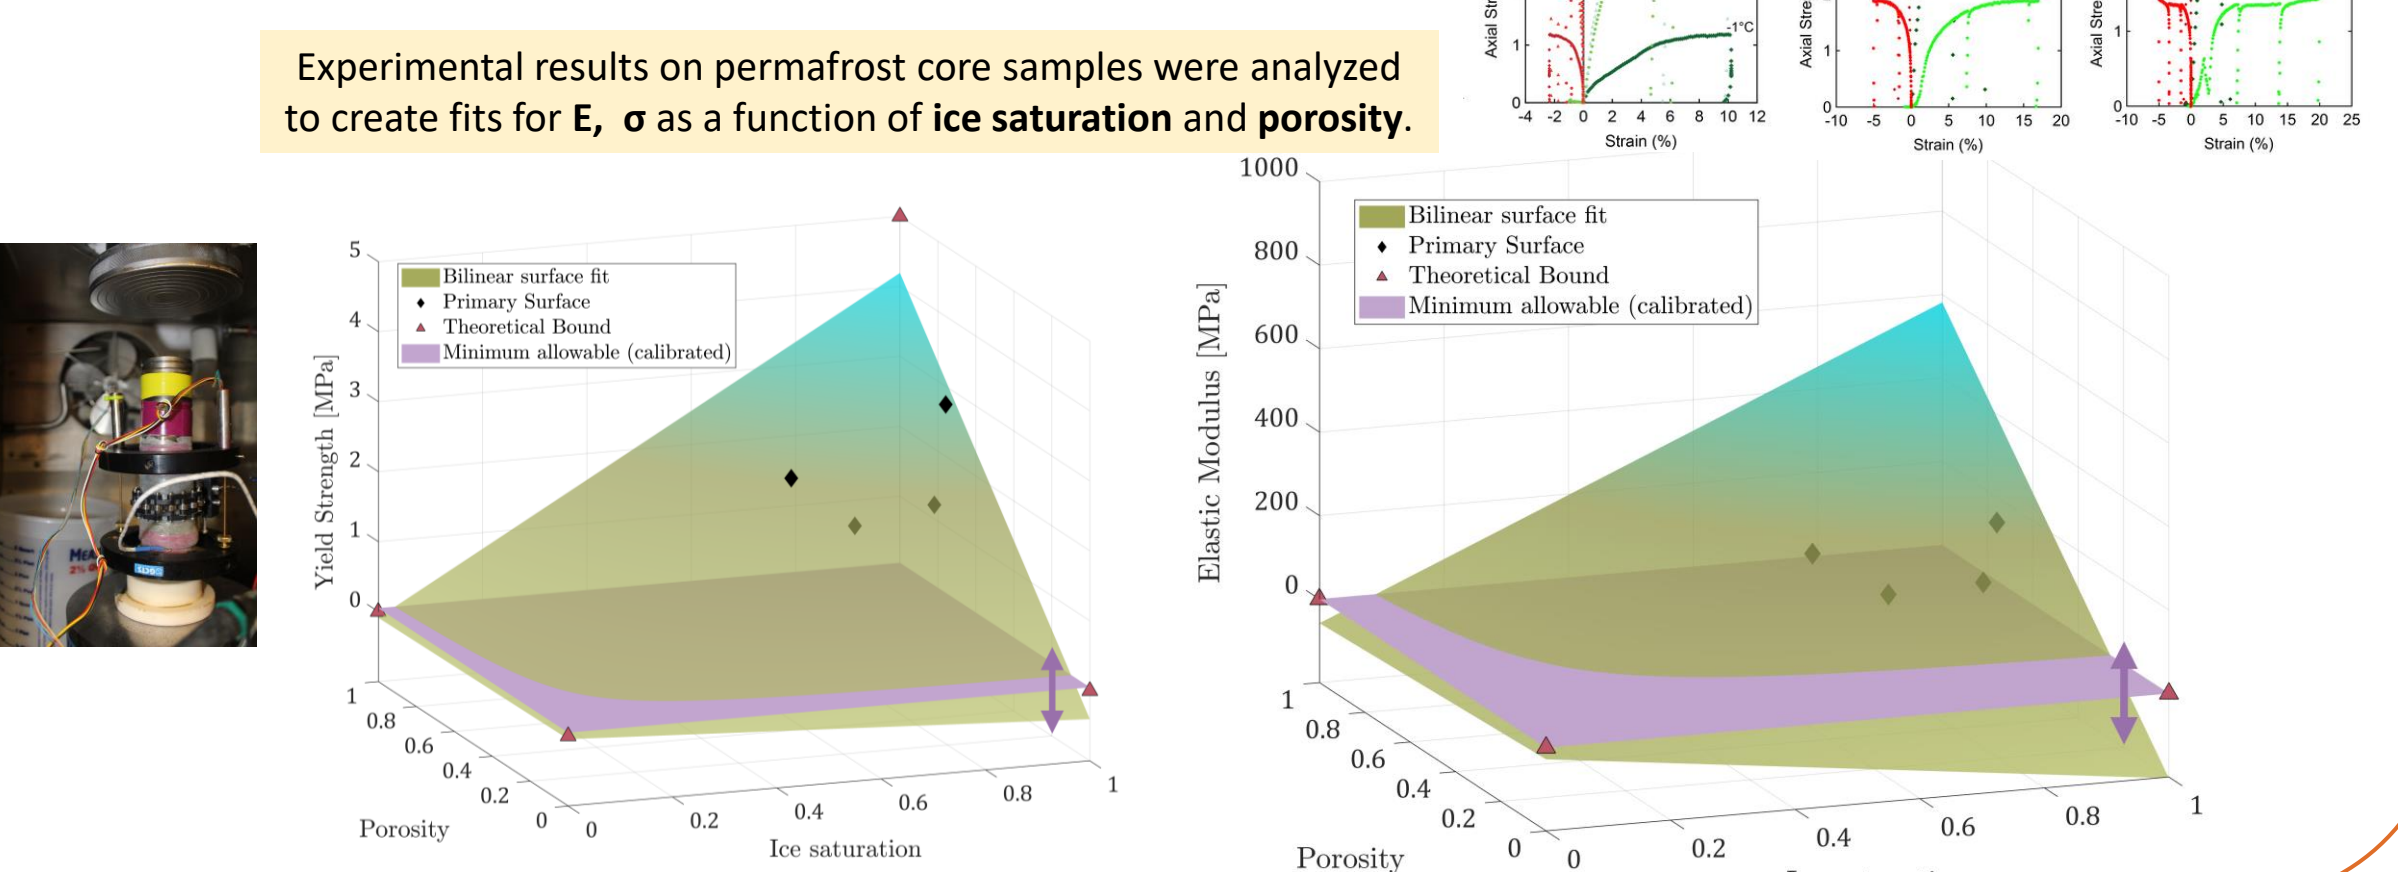 Experimental results on permafrost core samples were analyzed
to create fits for E, σ as a function of ice saturation and porosity.
Axial Str
1
0
-1°C
-4 -2 0 2 4 6 8 10 12
Strain (%)
Axial Stre
1
0
-10 -5 0 5 10 15 20
Strain (%)
Axial Stre
1
0
-10 -5 0 5 10 15 20 25
Strain (%)
Yield Strength [MPa]
5
4
3
2
1
0
Bilinear surface fit
Primary Surface
Theoretical Bound
Minimum allowable (calibrated)
1
0.8
0.6
0.4
0.2
0
Porosity
0
0.2
0.4
0.6
0.8
1
Ice saturation
Elastic Modulus [MPa]
1000
800
600
400
200
0
Bilinear surface fit
Primary Surface
Theoretical Bound
Minimum allowable (calibrated)
1
0.8
0.6
0.4
0.2
0
Porosity
0
0.2
0.4
0.6
0.8
1